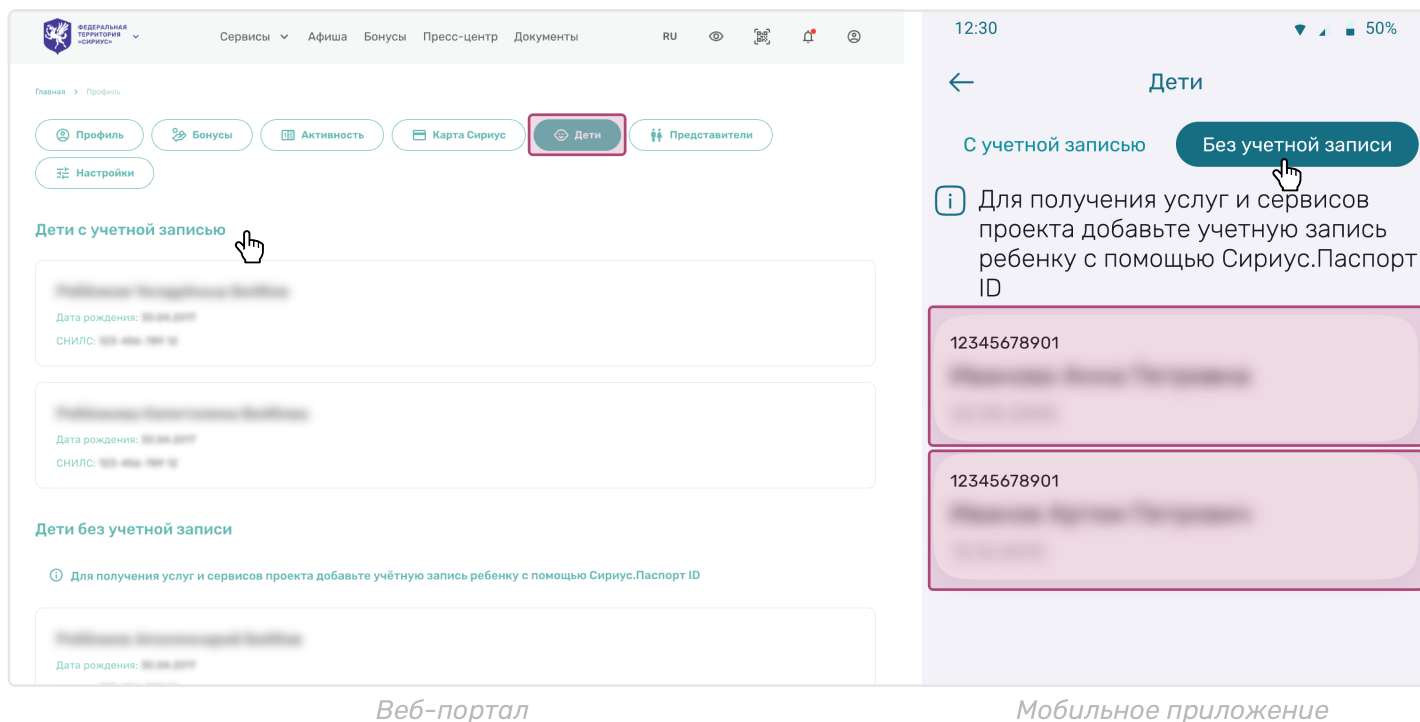 ФЕДЕРАЛЬНАЯ
ТЕРРИТОРИЯ
«СИРИУС»
Сервисы Афиша Бонусы Пресс-центр Документы RU
Главная > Профиль
Профиль Бонусы Активность Карта Сириус Дети Представители
Настройки
Дети с учетной записью
Дата рождения:
СНИЛС:
Дата рождения:
СНИЛС:
Дети без учетной записи
Для получения услуг и сервисов проекта добавьте учётную запись ребенку с помощью Сириус.Паспорт ID
Дата рождения:
Веб-портал
12:30 50%
Дети
С учетной записью Без учетной записи
Для получения услуг и сервисов
проекта добавьте учетную запись
ребенку с помощью Сириус.Паспорт
ID
12345678901
12345678901
Мобильное приложение